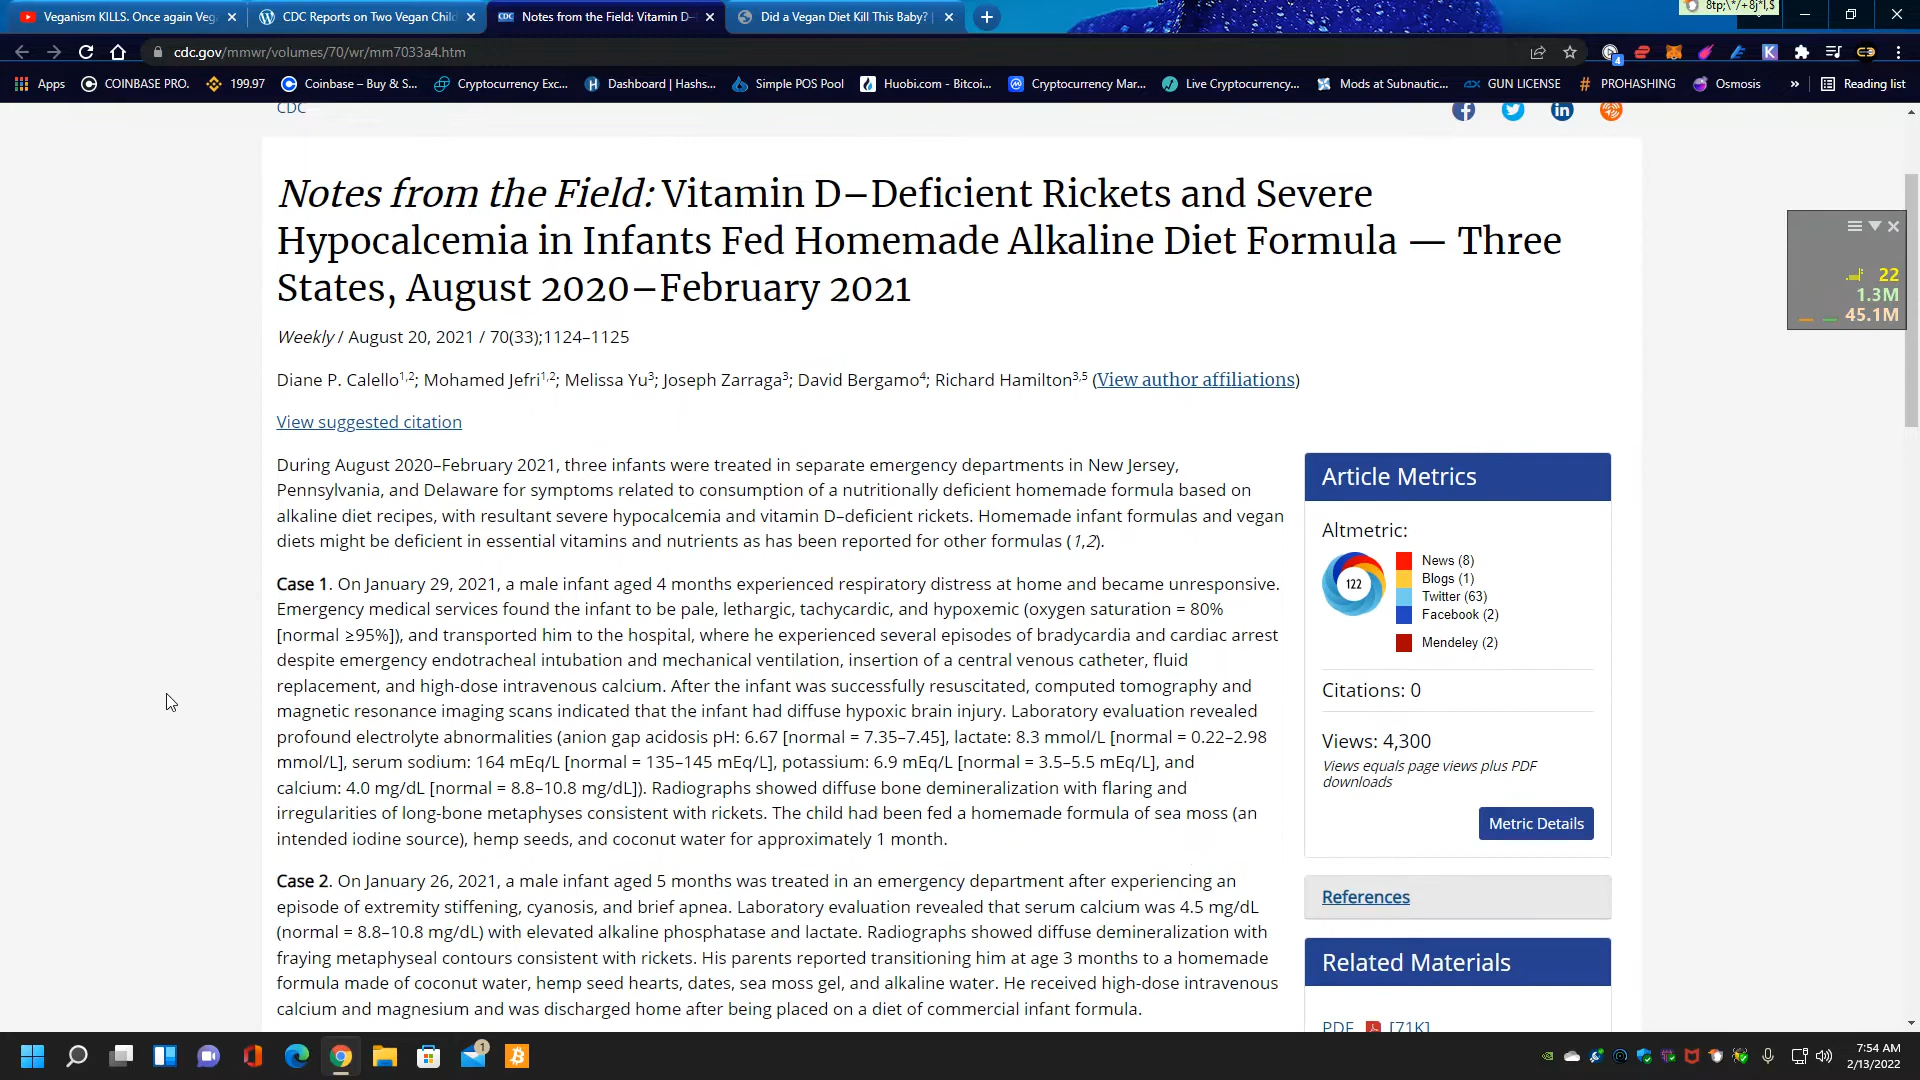 Veganism KILLS. Once again Veg
CDC Reports on Two Vegan Child
CDC Notes from the Field: Vitamin D–
Did a Vegan Diet Kill This Baby? |
8tp;\*/+8j*l,$
cdc.gov/mmwr/volumes/70/wr/mm7033a4.htm
4
K
Apps
COINBASE PRO.
199.97
Coinbase – Buy & S...
Cryptocurrency Exc...
Dashboard | Hashs...
Simple POS Pool
Huobi.com - Bitcoi...
Cryptocurrency Mar...
Live Cryptocurrency...
Mods at Subnautic...
GUN LICENSE
PROHASHING
Osmosis
»
Reading list
CDC
Notes from the Field: Vitamin D–Deficient Rickets and Severe
Hypocalcemia in Infants Fed Homemade Alkaline Diet Formula — Three
States, August 2020–February 2021
22
1.3M
45.1M
Weekly / August 20, 2021 / 70(33);1124–1125
Diane P. Calello1,2; Mohamed Jefri1,2; Melissa Yu3; Joseph Zarraga3; David Bergamo4; Richard Hamilton3,5 (View author affiliations)
View suggested citation
During August 2020–February 2021, three infants were treated in separate emergency departments in New Jersey,
Pennsylvania, and Delaware for symptoms related to consumption of a nutritionally deficient homemade formula based on
alkaline diet recipes, with resultant severe hypocalcemia and vitamin D–deficient rickets. Homemade infant formulas and vegan
diets might be deficient in essential vitamins and nutrients as has been reported for other formulas (1,2).
Case 1. On January 29, 2021, a male infant aged 4 months experienced respiratory distress at home and became unresponsive.
Emergency medical services found the infant to be pale, lethargic, tachycardic, and hypoxemic (oxygen saturation = 80%
[normal ≥95%]), and transported him to the hospital, where he experienced several episodes of bradycardia and cardiac arrest
despite emergency endotracheal intubation and mechanical ventilation, insertion of a central venous catheter, fluid
replacement, and high-dose intravenous calcium. After the infant was successfully resuscitated, computed tomography and
magnetic resonance imaging scans indicated that the infant had diffuse hypoxic brain injury. Laboratory evaluation revealed
profound electrolyte abnormalities (anion gap acidosis pH: 6.67 [normal = 7.35–7.45], lactate: 8.3 mmol/L [normal = 0.22–2.98
mmol/L], serum sodium: 164 mEq/L [normal = 135–145 mEq/L], potassium: 6.9 mEq/L [normal = 3.5–5.5 mEq/L], and
calcium: 4.0 mg/dL [normal = 8.8–10.8 mg/dL]). Radiographs showed diffuse bone demineralization with flaring and
irregularities of long-bone metaphyses consistent with rickets. The child had been fed a homemade formula of sea moss (an
intended iodine source), hemp seeds, and coconut water for approximately 1 month.
Case 2. On January 26, 2021, a male infant aged 5 months was treated in an emergency department after experiencing an
episode of extremity stiffening, cyanosis, and brief apnea. Laboratory evaluation revealed that serum calcium was 4.5 mg/dL
(normal = 8.8–10.8 mg/dL) with elevated alkaline phosphatase and lactate. Radiographs showed diffuse demineralization with
fraying metaphyseal contours consistent with rickets. His parents reported transitioning him at age 3 months to a homemade
formula made of coconut water, hemp seed hearts, dates, sea moss gel, and alkaline water. He received high-dose intravenous
calcium and magnesium and was discharged home after being placed on a diet of commercial infant formula.
Article Metrics
Altmetric:
122
News (8)
Blogs (1)
Twitter (63)
Facebook (2)
Mendeley (2)
Citations: 0
Views: 4,300
Views equals page views plus PDF
downloads
Metric Details
References
Related Materials
PDF [71K]
1
7:54 AM
2/13/2022